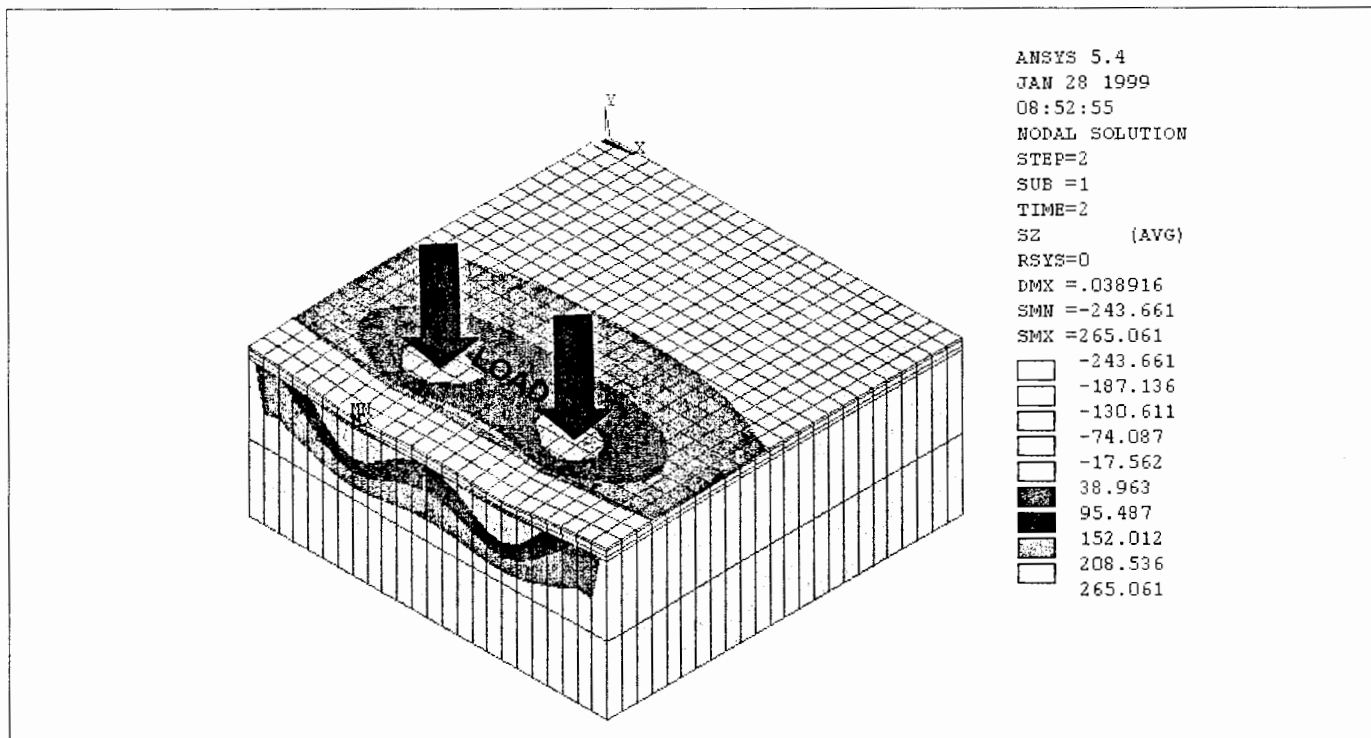 ANSYS 5.4
JAN 28 1999
08:52:55
NODAL SOLUTION
STEP=2
SUB =1
TIME=2
SZ (AVG)
RSYS=0
DMX =.038916
SMN =-243.661
SMX =265.061
-243.661
-187.136
-130.611
-74.087
-17.562
38.963
95.487
152.012
208.536
265.061
Y
X
LOAD
MN